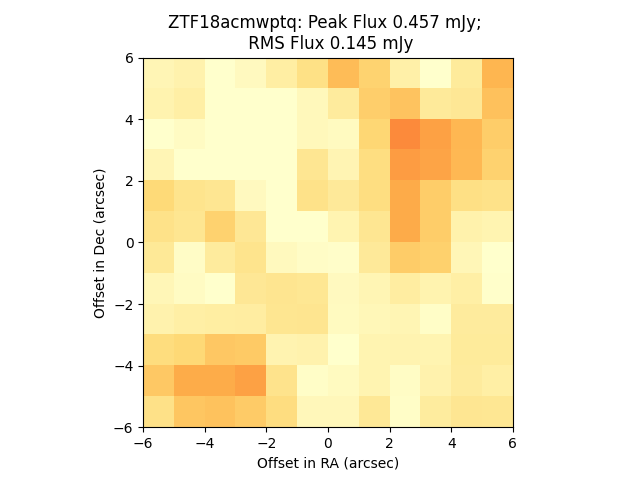 ZTF18acmwptq: Peak Flux 0.457 mJy;
RMS Flux 0.145 mJy
6
4
2
0
−2
−4
−6
Offset in Dec (arcsec)
−6 −4 −2 0 2 4 6
Offset in RA (arcsec)